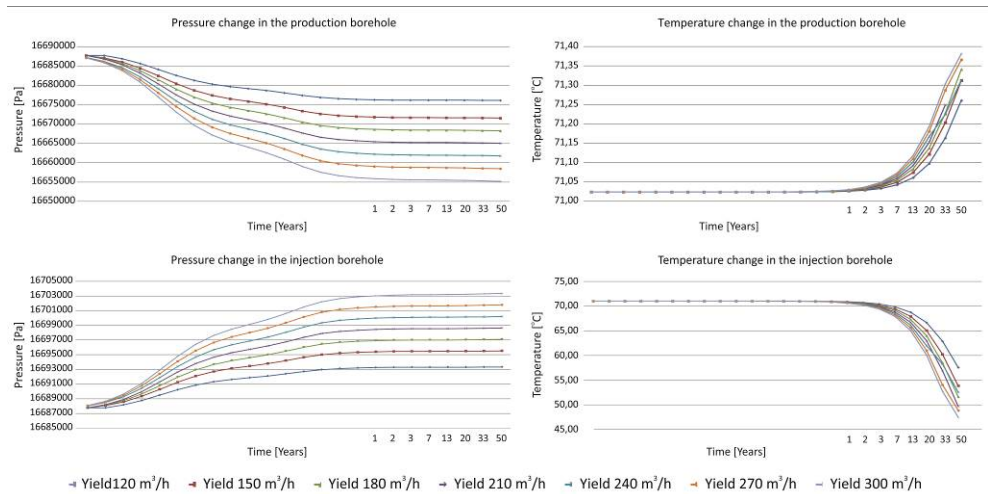 Pressure change in the production borehole
16690000
16685000
16680000
16675000
16670000
16665000
16660000
16655000
16650000
Pressure [Pa]
1 2 3 7 13 20 33 50
Time [Years]
Temperature change in the production borehole
71,40
71,35
71,30
71,25
71,20
71,15
71,10
71,05
71,00
Temperature [°C]
1 2 3 7 13 20 33 50
Time [Years]
Pressure change in the injection borehole
16705000
16703000
16701000
16699000
16697000
16695000
16693000
16691000
16689000
16687000
16685000
Pressure [Pa]
1 2 3 7 13 20 33 50
Time [Years]
Temperature change in the injection borehole
75,00
70,00
65,00
60,00
55,00
50,00
45,00
Temperature [°C]
1 2 3 7 13 20 33 50
Time [Years]
Yield120 m³/h Yield 150 m³/h Yield 180 m³/h Yield 210 m³/h Yield 240 m³/h Yield 270 m³/h Yield 300 m³/h